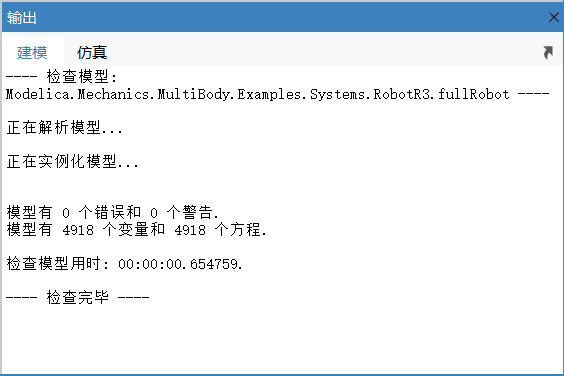 输出
建模 仿真
---- 检查模型:
Modelica.Mechanics.MultiBody.Examples.Systems.RobotR3.fullRobot ----
正在解析模型...
正在实例化模型...
模型有 0 个错误和 0 个警告.
模型有 4918 个变量和 4918 个方程.
检查模型用时: 00:00:00.654759.
---- 检查完毕 ----